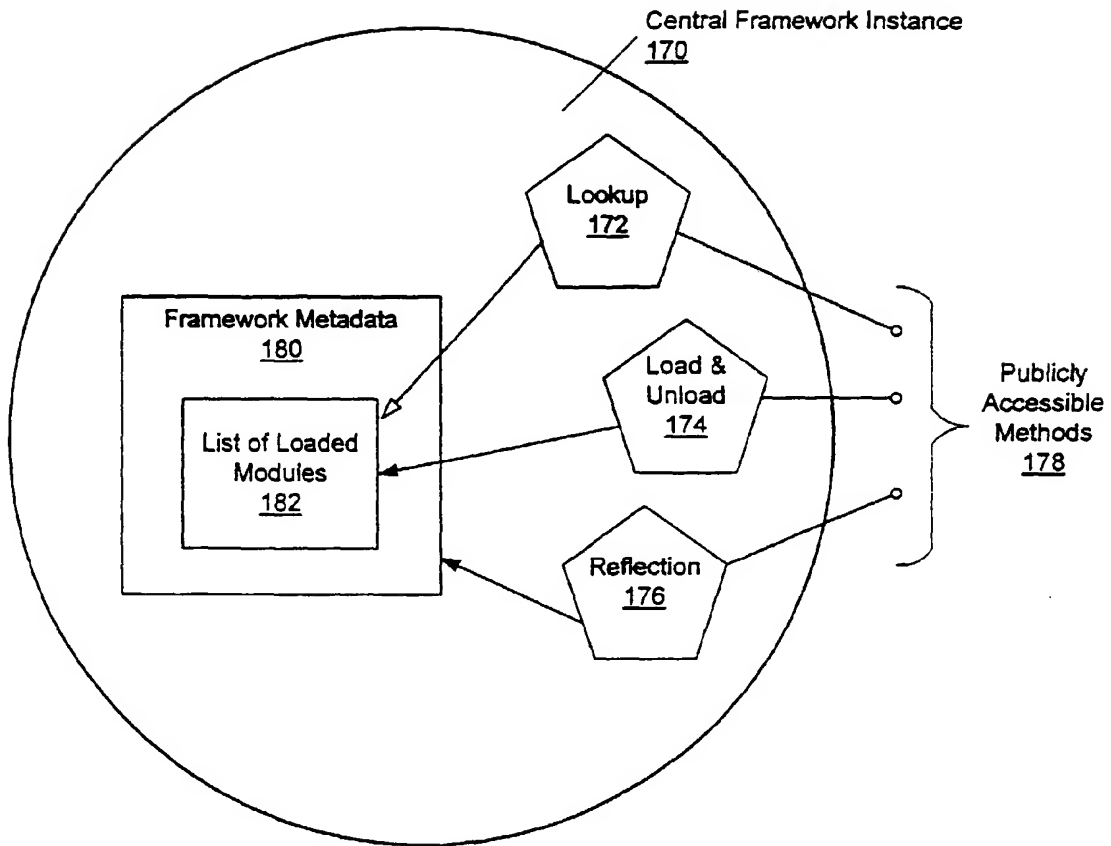 Central Framework Instance
170
Lookup
172
Framework Metadata
180
Load &
Unload
174
Publicly
Accessible
Methods
178
List of Loaded
Modules
182
Reflection
176